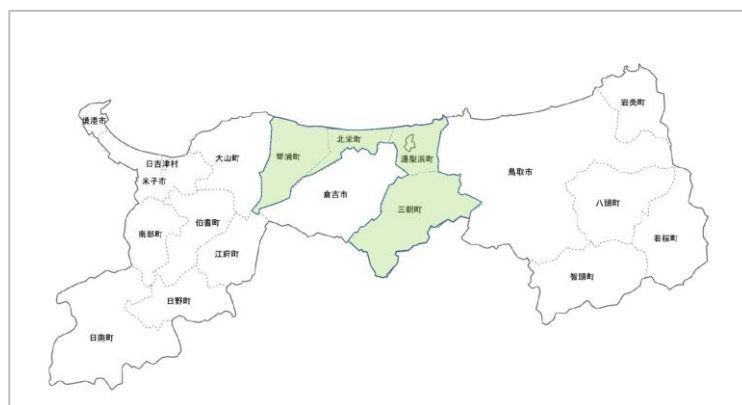 岩美町
境港市
北栄町
日吉津村
大山町
琴浦町
湯梨浜町
鳥取市
米子市
倉吉市
三朝町
八頭町
伯耆町
南部町
若桜町
江府町
智頭町
日野町
日南町